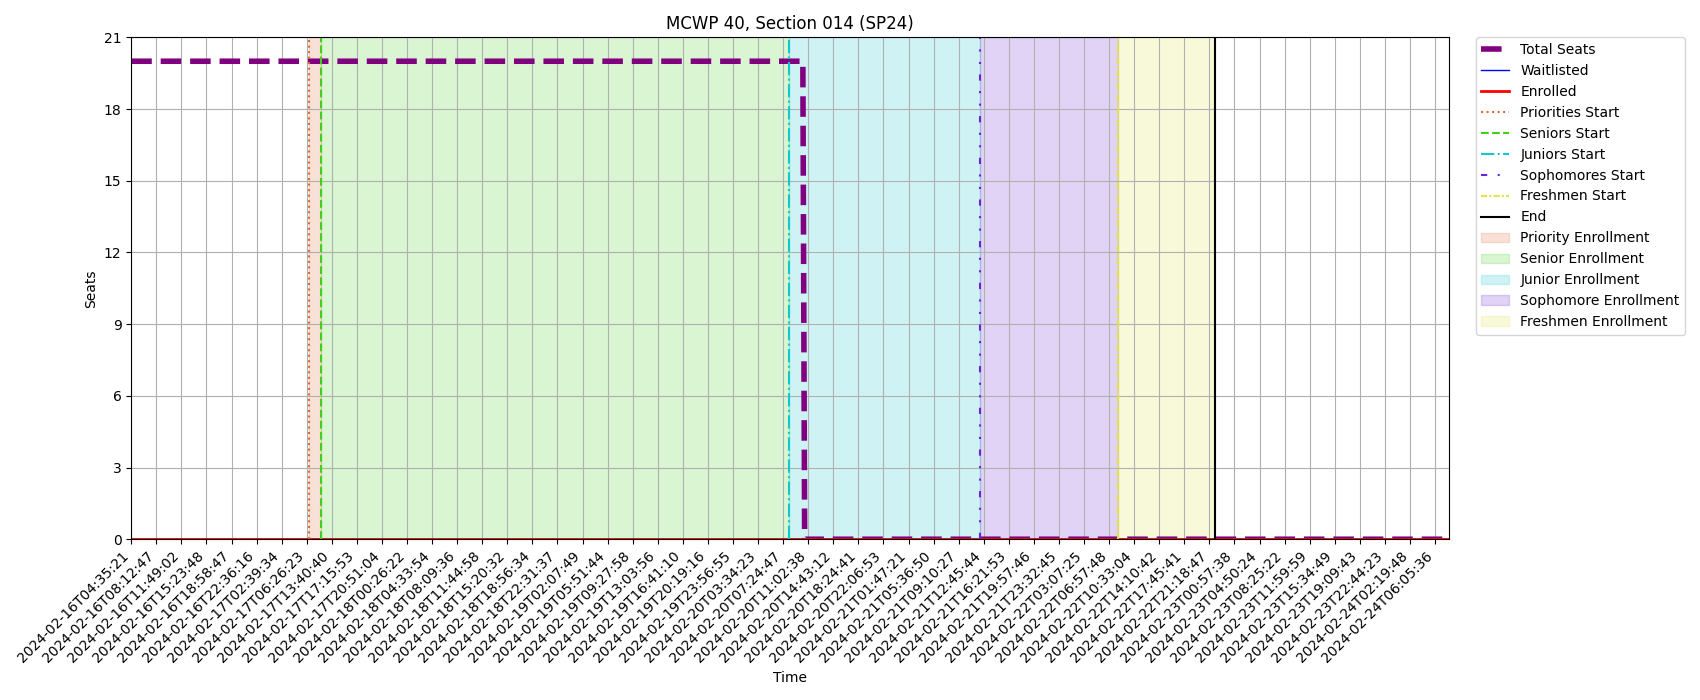 MCWP 40, Section 014 (SP24)
21
18
15
12
9
6
3
0
Seats
2024-02-16T04:35:21
2024-02-16T08:12:47
2024-02-16T11:49:02
2024-02-16T15:23:48
2024-02-16T18:58:47
2024-02-16T22:36:16
2024-02-17T02:39:34
2024-02-17T06:26:23
2024-02-17T13:40:40
2024-02-17T17:15:53
2024-02-17T20:51:04
2024-02-18T00:26:22
2024-02-18T04:33:54
2024-02-18T08:09:36
2024-02-18T11:44:58
2024-02-18T15:20:32
2024-02-18T18:56:34
2024-02-18T22:31:37
2024-02-19T02:07:49
2024-02-19T05:51:44
2024-02-19T09:27:58
2024-02-19T13:03:56
2024-02-19T16:41:10
2024-02-19T20:19:16
2024-02-19T23:56:55
2024-02-20T03:34:23
2024-02-20T07:24:47
2024-02-20T11:02:38
2024-02-20T14:43:12
2024-02-20T18:24:41
2024-02-20T22:06:53
2024-02-21T01:47:21
2024-02-21T05:36:50
2024-02-21T09:10:27
2024-02-21T12:45:44
2024-02-21T16:21:53
2024-02-21T19:57:46
2024-02-21T23:32:45
2024-02-22T03:07:25
2024-02-22T06:57:48
2024-02-22T10:33:04
2024-02-22T14:10:42
2024-02-22T17:45:41
2024-02-22T21:18:47
2024-02-23T00:57:38
2024-02-23T04:50:24
2024-02-23T08:25:22
2024-02-23T11:59:59
2024-02-23T15:34:49
2024-02-23T19:09:43
2024-02-23T22:44:23
2024-02-24T02:19:48
2024-02-24T06:05:36
Time
Total Seats
Waitlisted
Enrolled
Priorities Start
Seniors Start
Juniors Start
Sophomores Start
Freshmen Start
End
Priority Enrollment
Senior Enrollment
Junior Enrollment
Sophomore Enrollment
Freshmen Enrollment